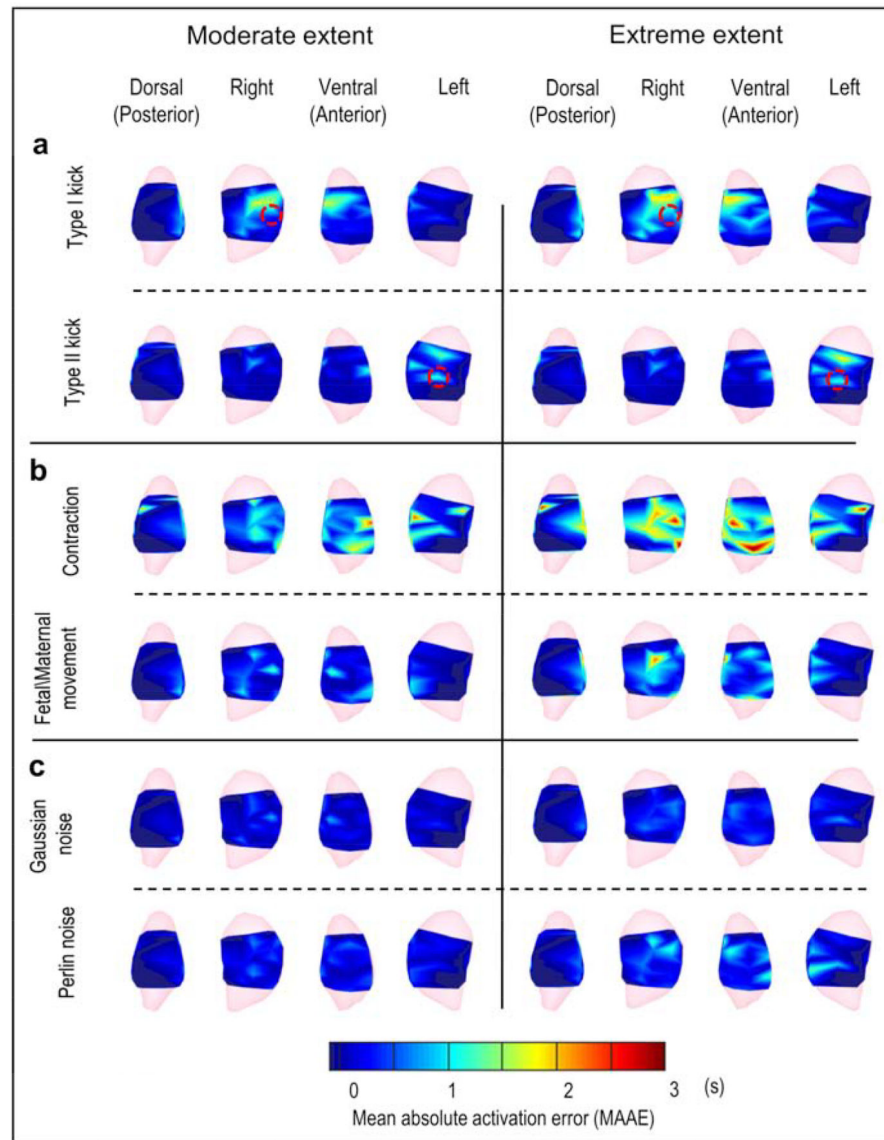 Moderate extent
Extreme extent
Dorsal
(Posterior)
Right
Ventral
(Anterior)
Left
Dorsal
(Posterior)
Right
Ventral
(Anterior)
Left
a
Type I kick
Type II kick
b
Contraction
Fetal\Maternal
movement
c
Gaussian
noise
Perlin noise
0 1 2 3 (s)
Mean absolute activation error (MAAE)